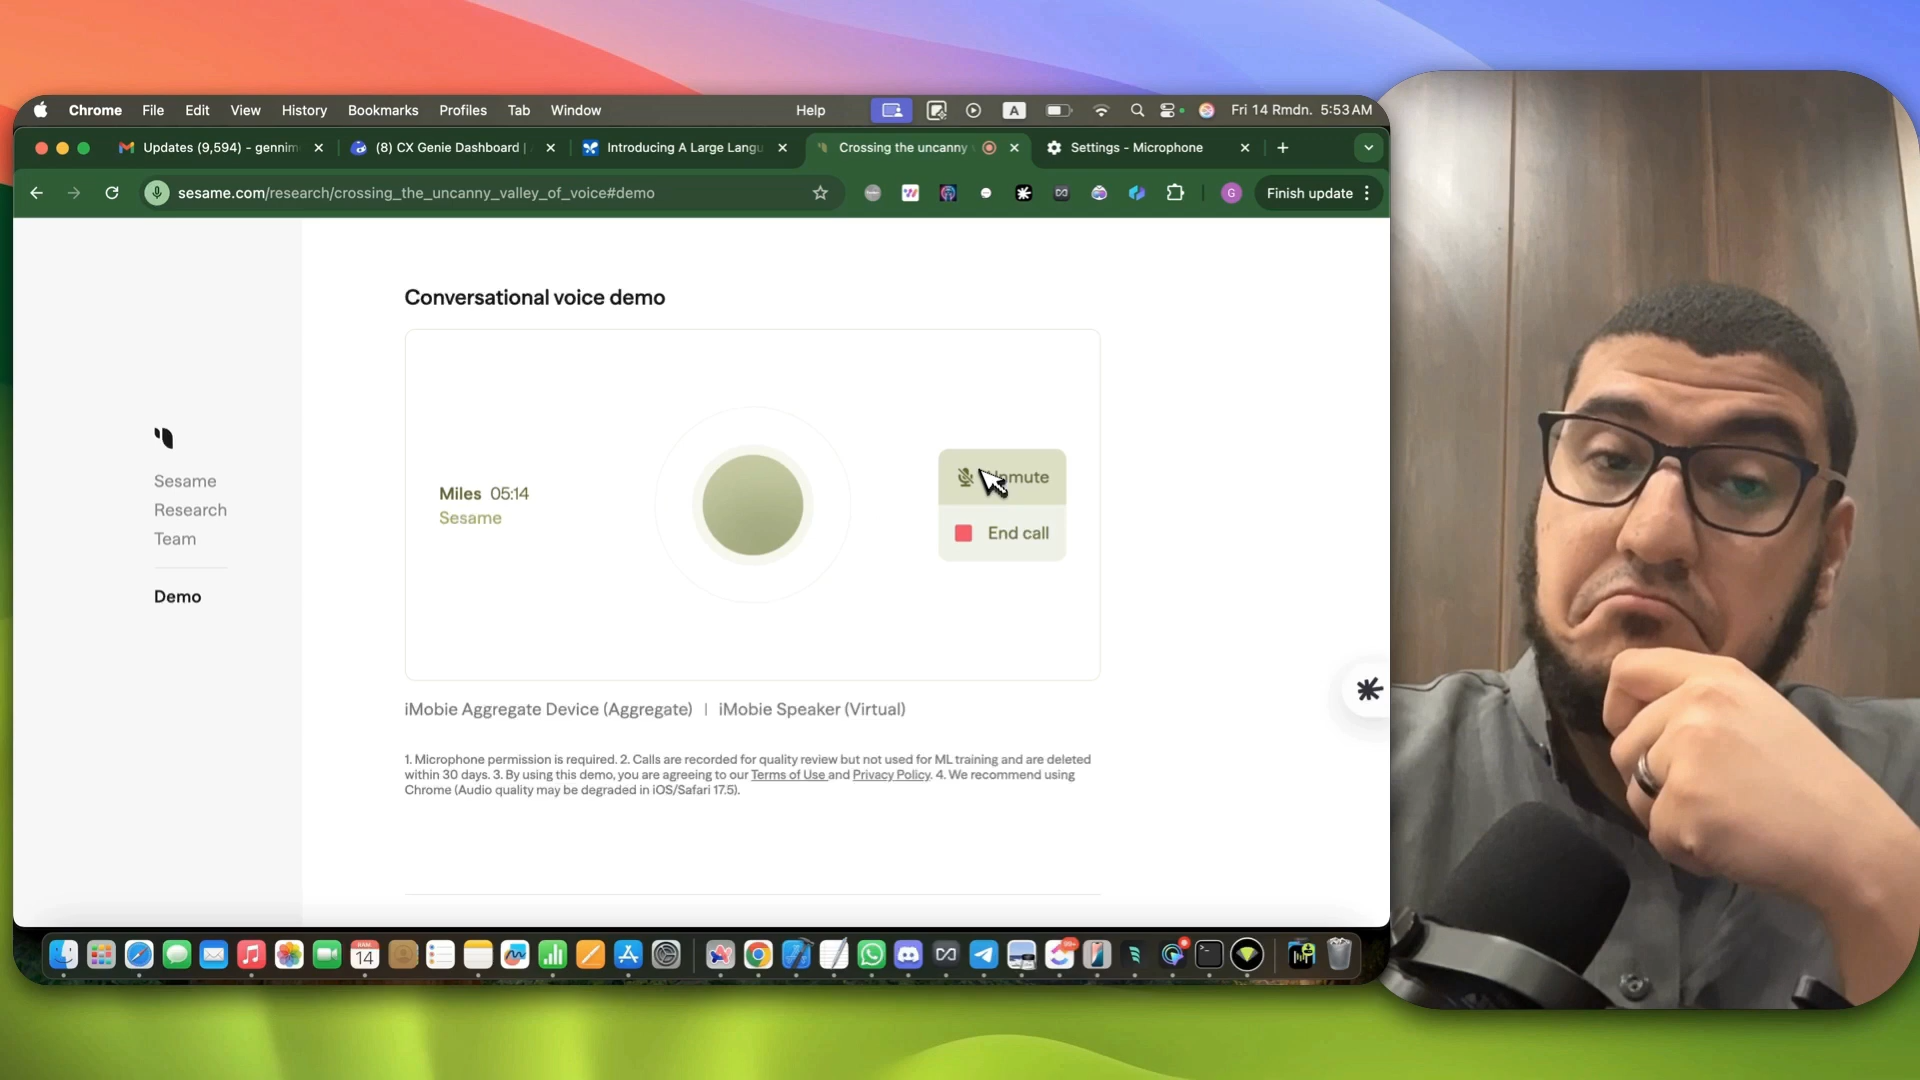 Chrome File Edit View History Bookmarks Profiles Tab Window Help A Fri 14 Rmdn. 5:53 AM
Updates (9,594) - gennim (8) CX Genie Dashboard | Introducing A Large Langu Crossing the uncanny Settings - Microphone
sesame.com/research/crossing_the_uncanny_valley_of_voice#demo G Finish update
Conversational voice demo
Sesame
Research
Team
Demo
Miles 05:14
Sesame
mute
End call
iMobie Aggregate Device (Aggregate) | iMobie Speaker (Virtual)
1. Microphone permission is required. 2. Calls are recorded for quality review but not used for ML training and are deleted
within 30 days. 3. By using this demo, you are agreeing to our Terms of Use and Privacy Policy. 4. We recommend using
Chrome (Audio quality may be degraded in iOS/Safari 17.5).
14